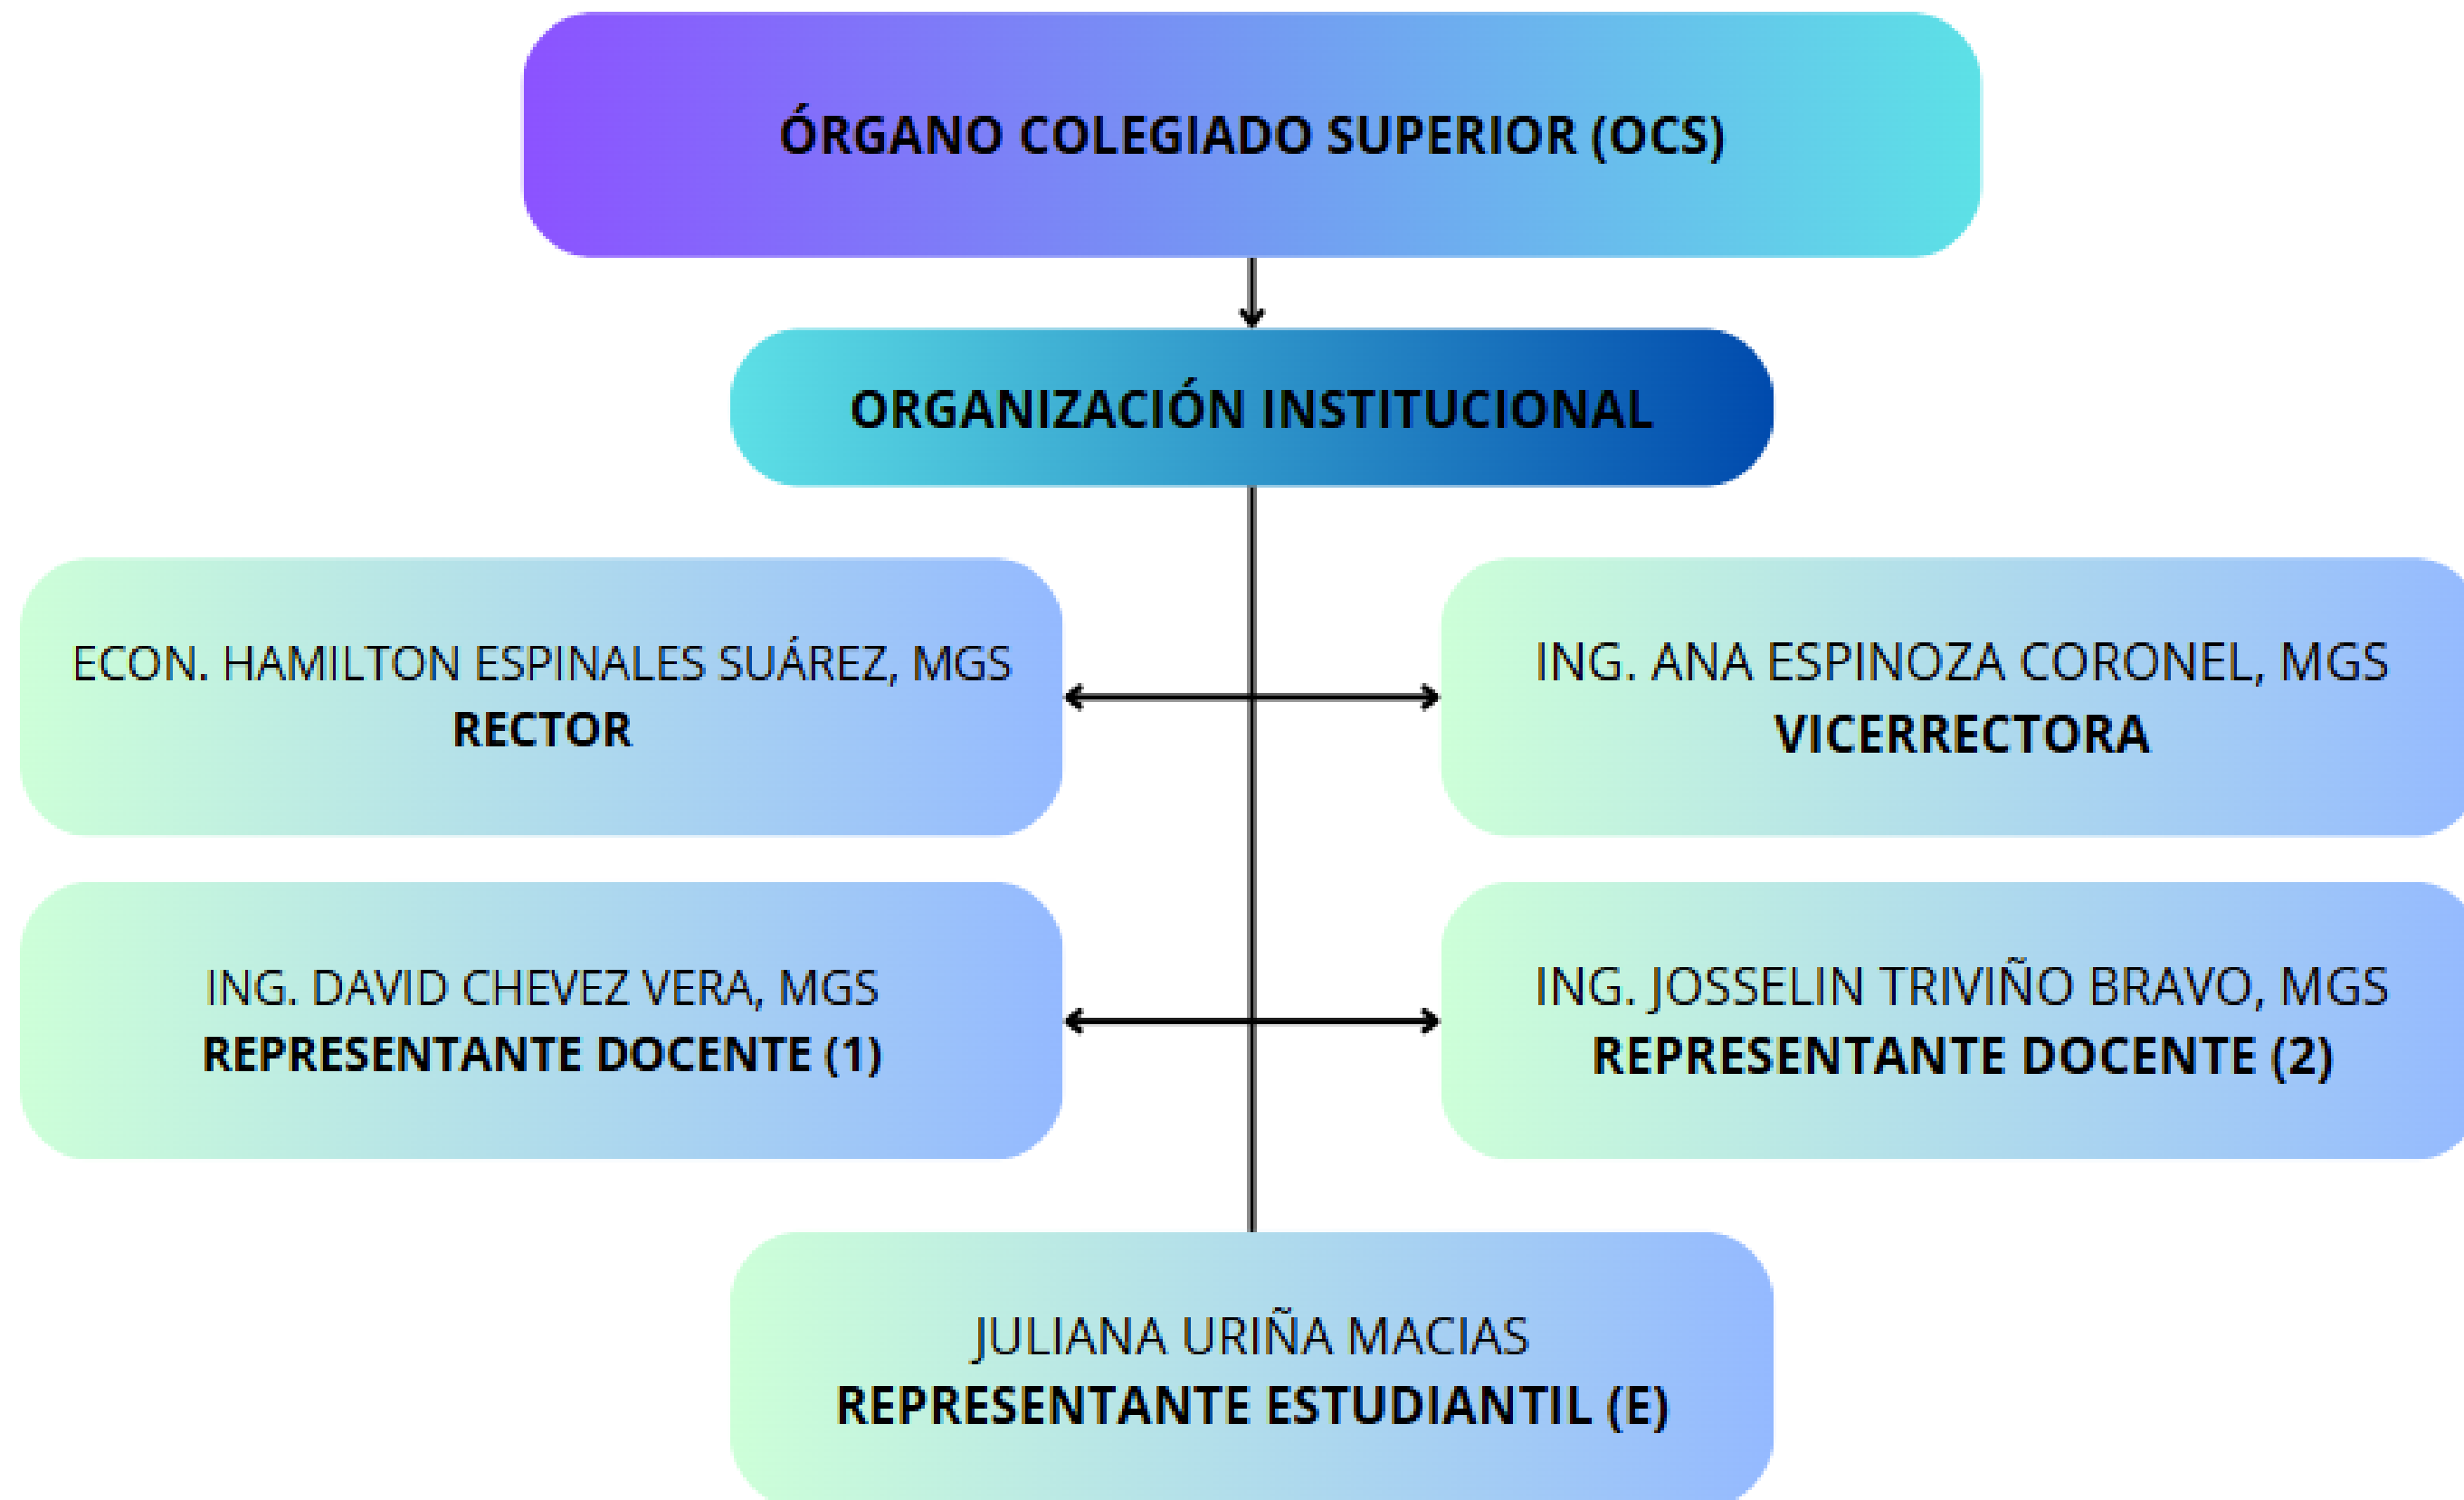 ÓRGANO COLEGIADO SUPERIOR (OCS)
ORGANIZACIÓN INSTITUCIONAL
ECON. HAMILTON ESPINALES SUÁREZ, MGS
RECTOR
ING. ANA ESPINOZA CORONEL, MGS
VICERRECTORA
ING. DAVID CHEVEZ VERA, MGS
REPRESENTANTE DOCENTE (1)
ING. JOSSELIN TRIVIÑO BRAVO, MGS
REPRESENTANTE DOCENTE (2)
JULIANA URIÑA MACIAS
REPRESENTANTE ESTUDIANTIL (E)